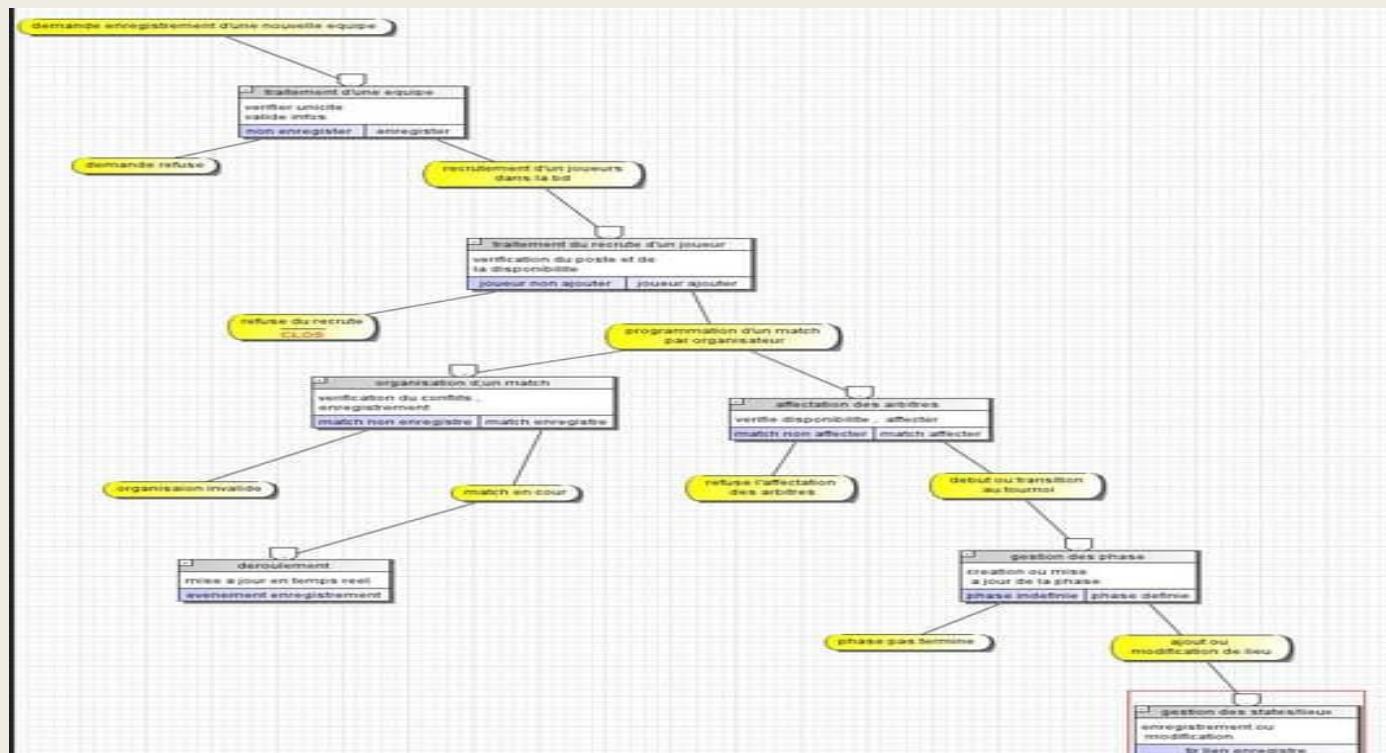 demande enregistrement d'une nouvelle equipe
traitement d'une equipe
verifier unicite
valide infos
non enregister enregister
demande refuse
recrutement d'un joueurs
dans la bd
traitement du recrute d'un joueur
verification du poste et de
la disponibilite
joueur non ajouter joueur ajouter
refuse du recrute
CLOS
programmation d'un match
par organisateur
organisation d'un match
verification du conflits ,
enregistrement
match non enregistre match enregistre
affectation des arbitres
verifie disponibilite , affecter
match non affecter match affecter
organisaion invalide
match en cour
refuse l'affectation
des arbitres
debut ou transition
au tournoi
deroulement
mise a jour en temps reel
evenement enregistrement
gestion des phase
creation ou mise
a jour de la phase
phase indefinie phase definie
phase pas termine
ajout ou
modification de lieu
gestion des states/lieux
enregistrement ou
modification
enregistre